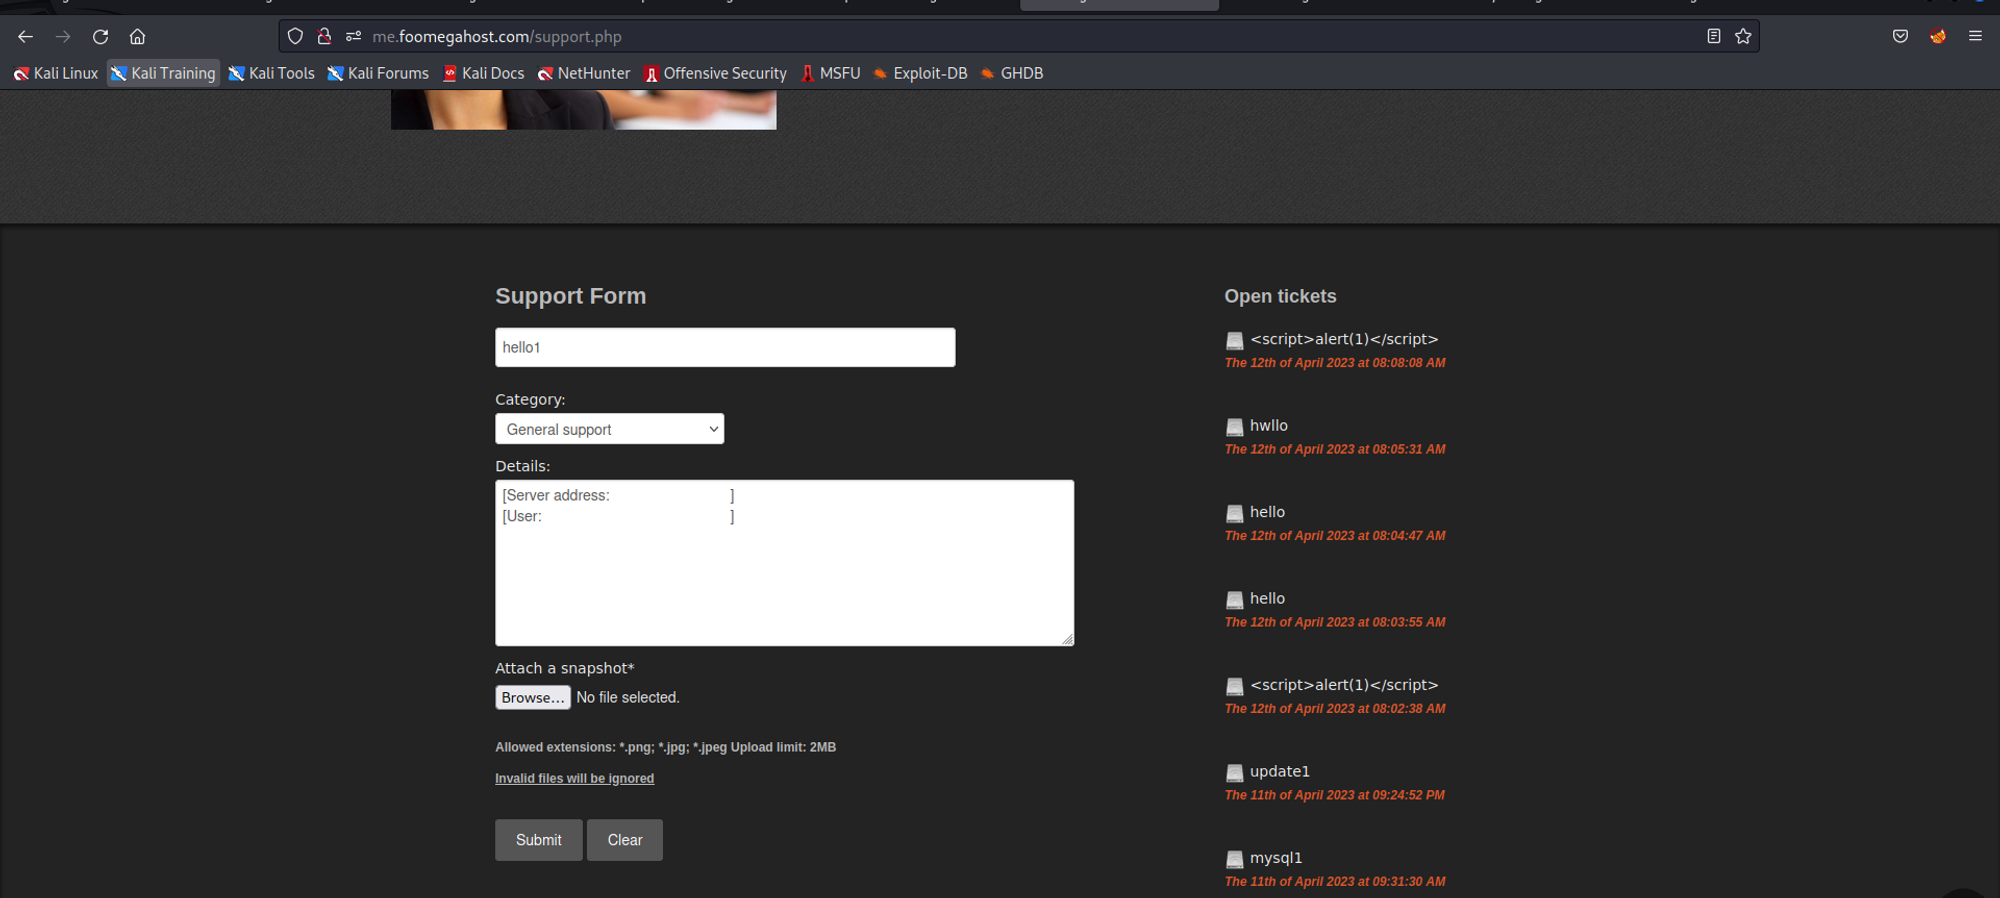 me.foomegahost.com/support.php
Kali Linux Kali Training Kali Tools Kali Forums Kali Docs NetHunter Offensive Security MSFU Exploit-DB GHDB
Support Form
hello1
Category:
General support
Details:
[Server address: ]
[User: ]
Attach a snapshot*
Browse... No file selected.
Allowed extensions: *.png; *.jpg; *.jpeg Upload limit: 2MB
Invalid files will be ignored
Submit Clear
Open tickets
<script>alert(1)</script>
The 12th of April 2023 at 08:08:08 AM
hwllo
The 12th of April 2023 at 08:05:31 AM
hello
The 12th of April 2023 at 08:04:47 AM
hello
The 12th of April 2023 at 08:03:55 AM
<script>alert(1)</script>
The 12th of April 2023 at 08:02:38 AM
update1
The 11th of April 2023 at 09:24:52 PM
mysql1
The 11th of April 2023 at 09:31:30 AM